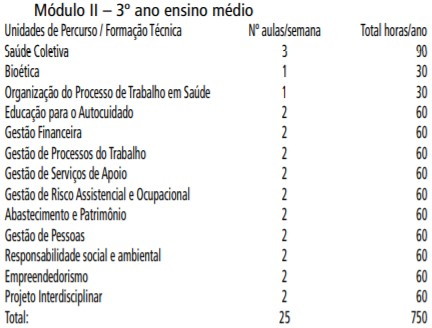 Módulo II – 3º ano ensino médio
Unidades de Percurso / Formação Técnica Nº aulas/semana Total horas/ano
Saúde Coletiva 3 90
Bioética 1 30
Organização do Processo de Trabalho em Saúde 1 30
Educação para o Autocuidado 2 60
Gestão Financeira 2 60
Gestão de Processos do Trabalho 2 60
Gestão de Serviços de Apoio 2 60
Gestão de Risco Assistencial e Ocupacional 2 60
Abastecimento e Patrimônio 2 60
Gestão de Pessoas 2 60
Responsabilidade social e ambiental 2 60
Empreendedorismo 2 60
Projeto Interdisciplinar 2 60
Total: 25 750